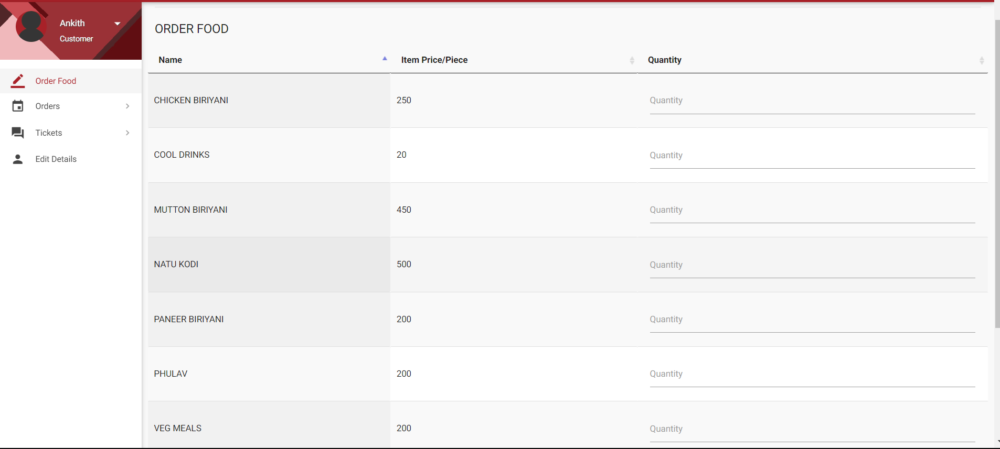 Ankith
Customer
Order Food
Orders
Tickets
Edit Details
ORDER FOOD
Name Item Price/Piece Quantity
CHICKEN BIRIYANI 250 Quantity
COOL DRINKS 20 Quantity
MUTTON BIRIYANI 450 Quantity
NATU KODI 500 Quantity
PANEER BIRIYANI 200 Quantity
PHULAV 200 Quantity
VEG MEALS 200 Quantity